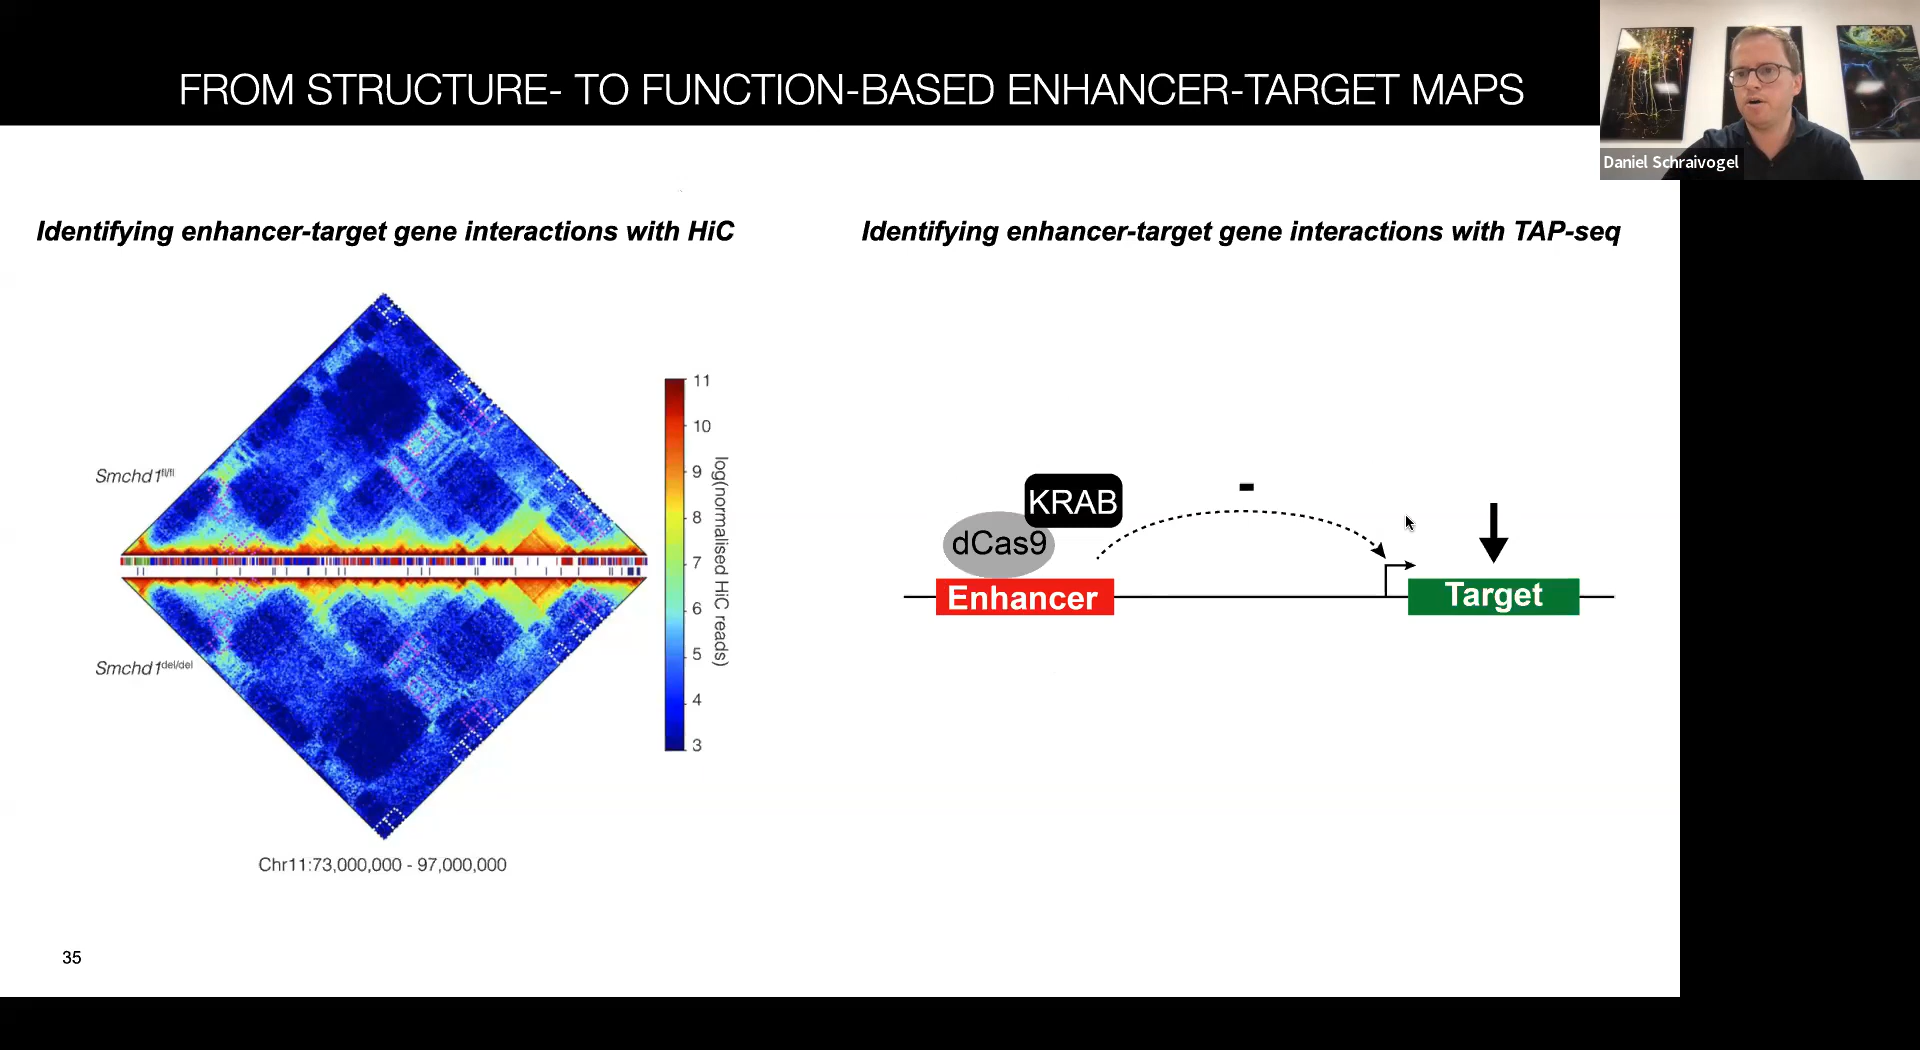 FROM STRUCTURE- TO FUNCTION-BASED ENHANCER-TARGET MAPS
Daniel Schraivogel
Identifying enhancer-target gene interactions with HiC
Identifying enhancer-target gene interactions with TAP-seq
Smchd1fl/fl
Smchd1del/del
11
10
9
8
7
6
5
4
3
log(normalised HiC reads)
Chr11:73,000,000 - 97,000,000
KRAB
-
dCas9
Enhancer
Target
35